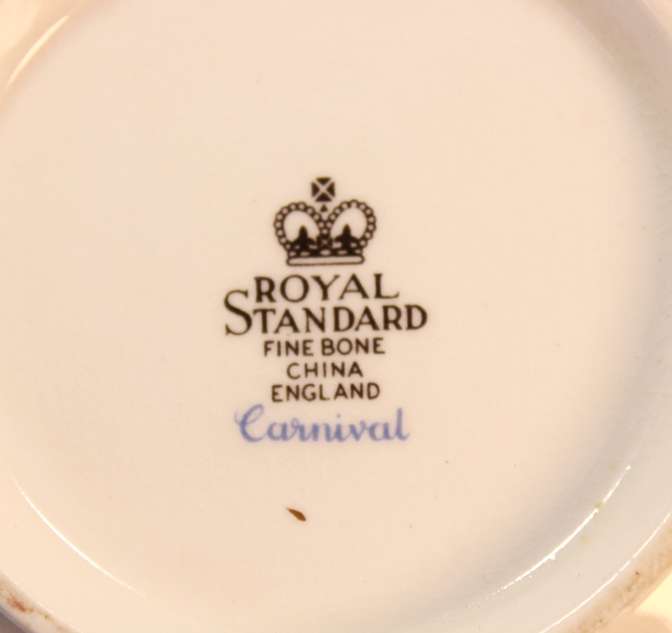 ROYAL
STANDARD
FINE BONE
CHINA
ENGLAND
Carnival